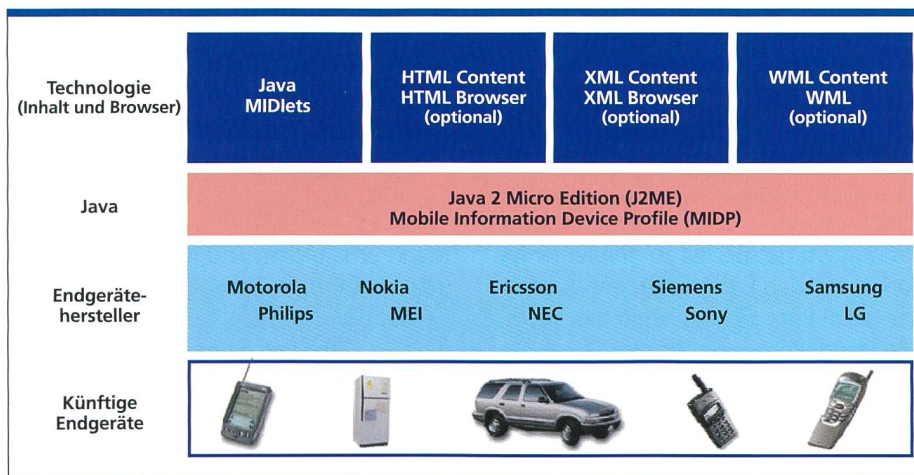 Technologie
(Inhalt und Browser)
Java
MIDlets
HTML Content
HTML Browser
(optional)
XML Content
XML Browser
(optional)
WML Content
WML
(optional)
Java
Java 2 Micro Edition (J2ME)
Mobile Information Device Profile (MIDP)
Endgeräte-
hersteller
Motorola Nokia Ericsson Siemens Samsung
Philips MEI NEC Sony LG
Künftige
Endgeräte